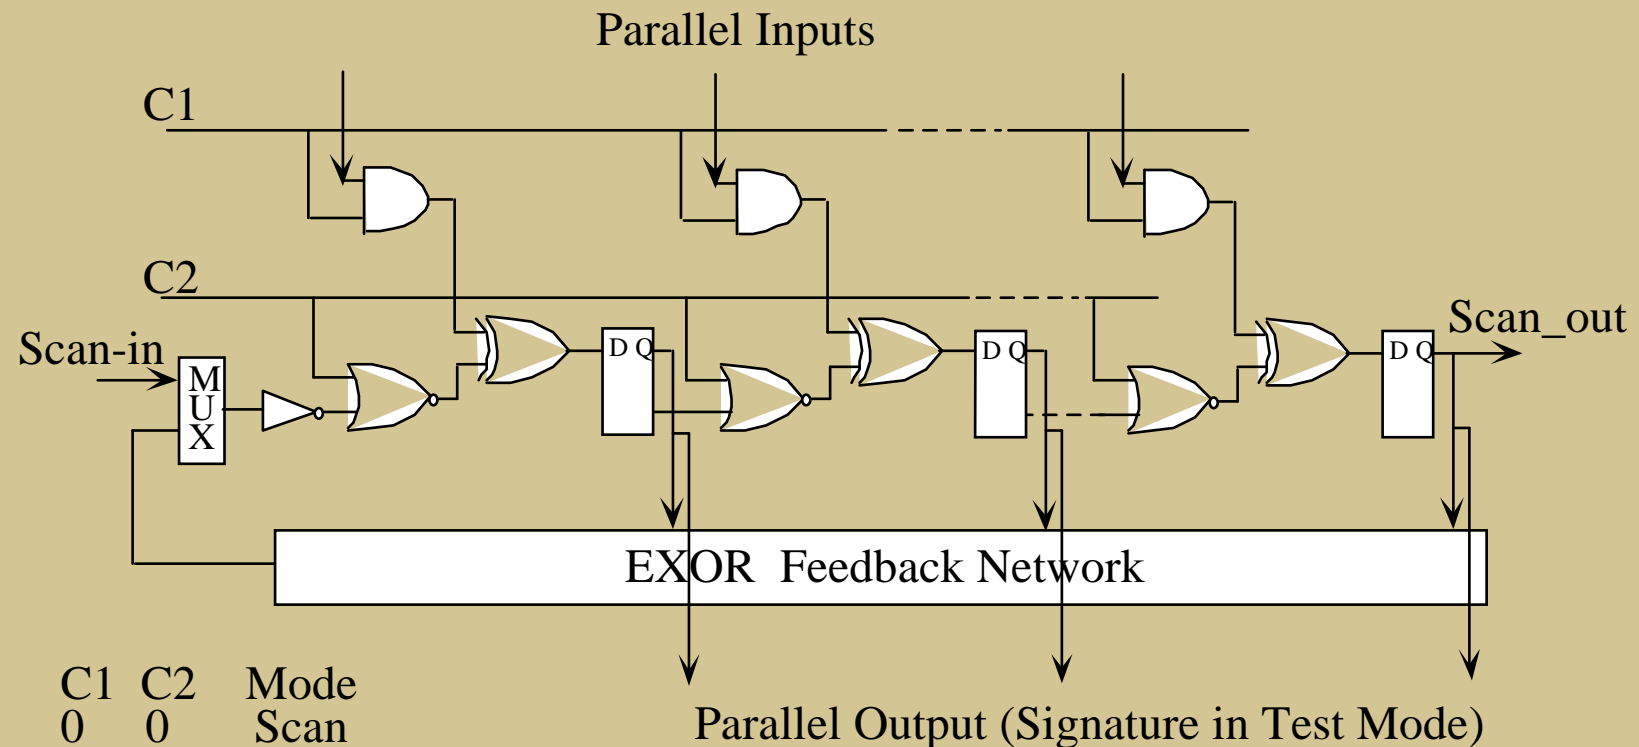 Parallel Inputs
C1
C2
Scan-in
Scan_out
M
U
X
D Q
D Q
D Q
EXOR Feedback Network
C1 C2 Mode
0 0 Scan
Parallel Output (Signature in Test Mode)